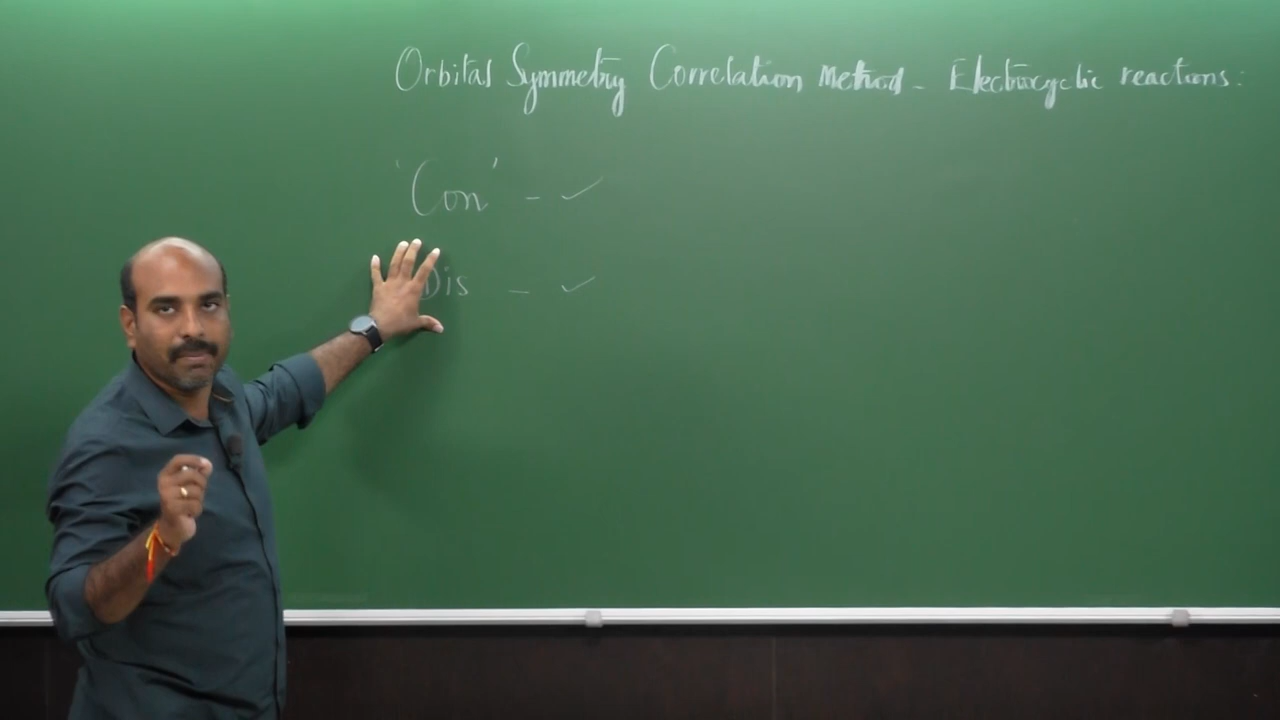 Orbital Symmetry Correlation Method - Electrocyclic reactions:
'Con' - ✓
Dis - ✓